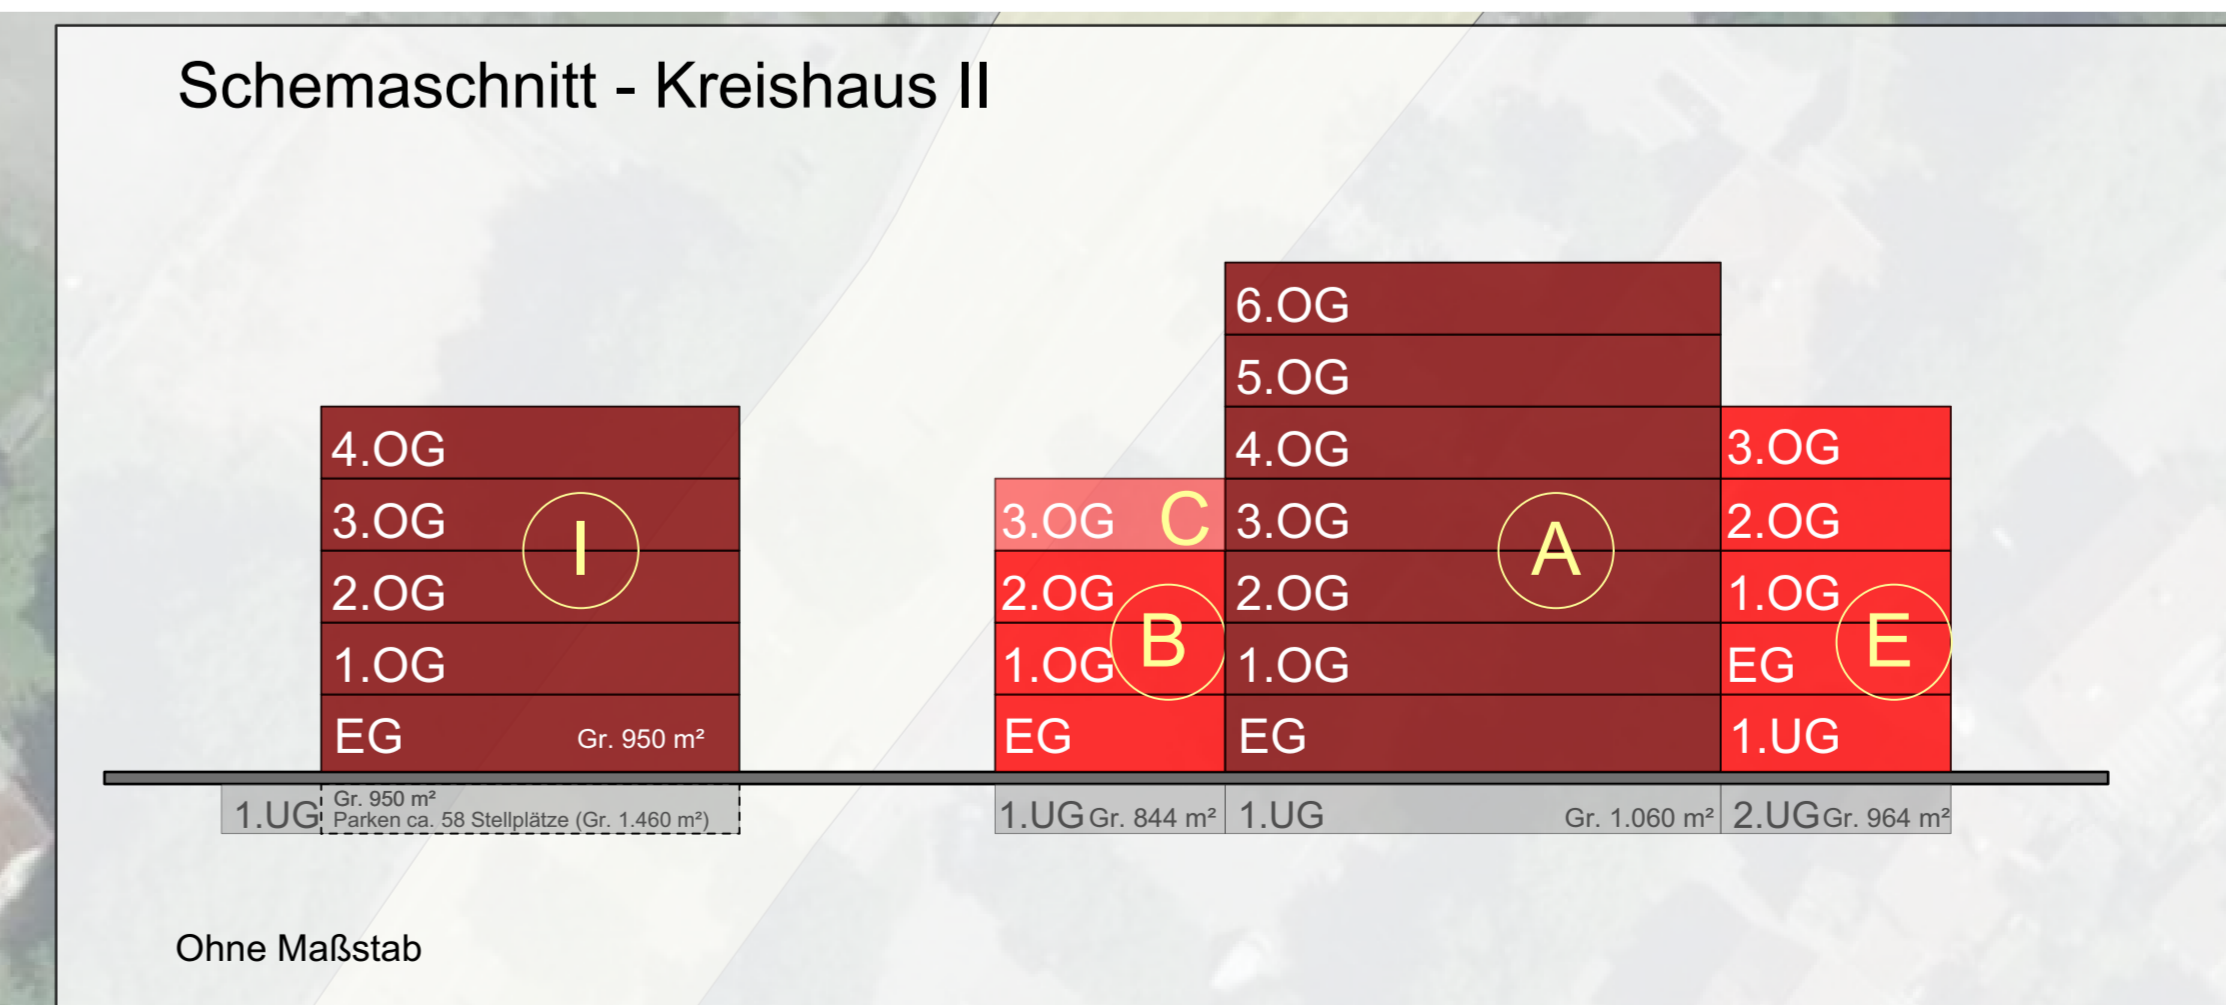 Schemaschnitt - Kreishaus II
4.OG
3.OG
2.OG
1.OG
EG Gr. 950 m²
I
1.UG
Gr. 950 m²
Parken ca. 58 Stellplätze (Gr. 1.460 m²)
3.OG C
2.OG
1.OG
EG
B
1.UG Gr. 844 m²
6.OG
5.OG
4.OG
3.OG
2.OG
1.OG
EG
A
1.UG Gr. 1.060 m²
3.OG
2.OG
1.OG
EG
1.UG
E
2.UG Gr. 964 m²
Ohne Maßstab